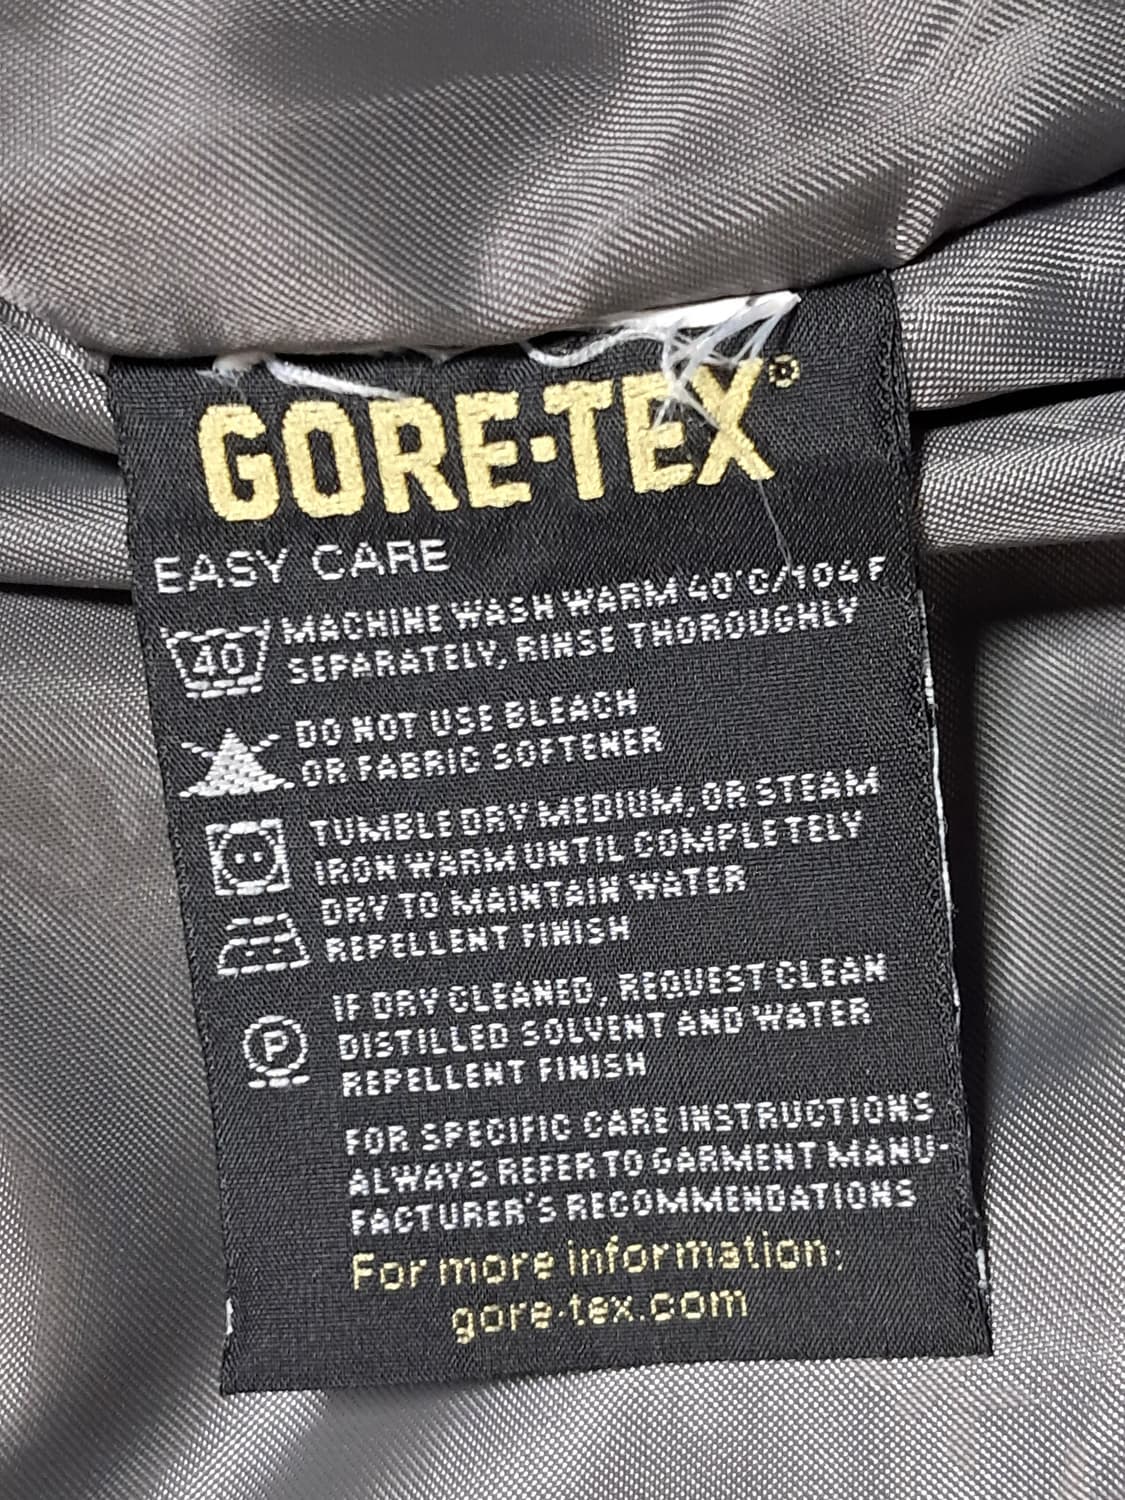 GORE-TEX®
EASY CARE
40 MACHINE WASH WARM 40°C/104 F
SEPARATELY, RINSE THOROUGHLY
DO NOT USE BLEACH
OR FABRIC SOFTENER
TUMBLE DRY MEDIUM, OR STEAM
IRON WARM UNTIL COMPLETELY
DRY TO MAINTAIN WATER
REPELLENT FINISH
IF DRY CLEANED, REQUEST CLEAN
P DISTILLED SOLVENT AND WATER
REPELLENT FINISH
FOR SPECIFIC CARE INSTRUCTIONS
ALWAYS REFER TO GARMENT MANU-
FACTURER'S RECOMMENDATIONS
For more information:
gore-tex.com